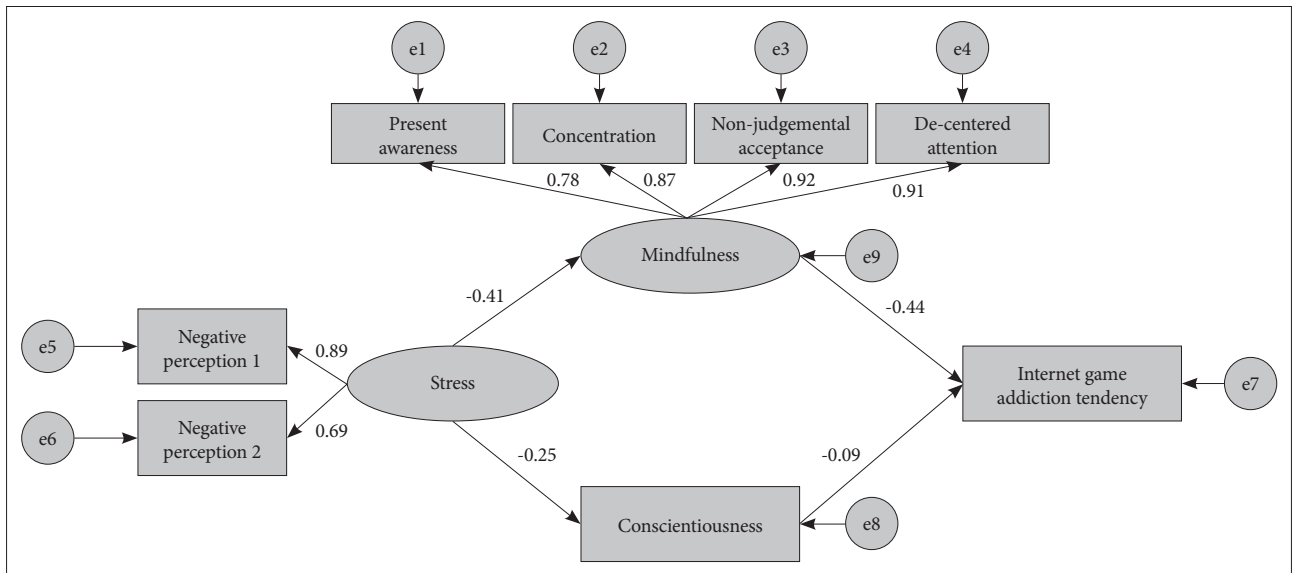 e1
e2
e3
e4
Present
awareness
Concentration
Non-judgemental
acceptance
De-centered
attention
0.78
0.87
0.92
0.91
Mindfulness
e9
-0.41
-0.44
e5
Negative
perception 1
0.89
Stress
Internet game
addiction tendency
e7
e6
Negative
perception 2
0.69
-0.25
-0.09
Conscientiousness
e8